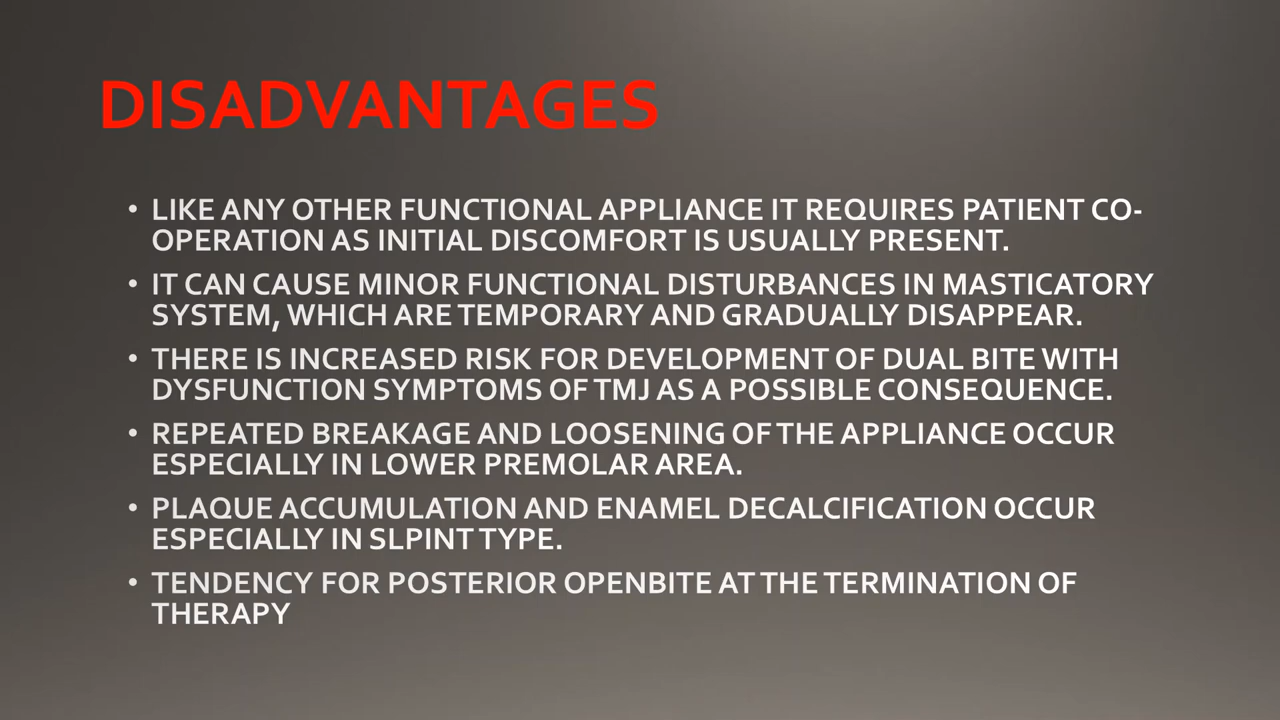 DISADVANTAGES
• LIKE ANY OTHER FUNCTIONAL APPLIANCE IT REQUIRES PATIENT CO-
OPERATION AS INITIAL DISCOMFORT IS USUALLY PRESENT.
• IT CAN CAUSE MINOR FUNCTIONAL DISTURBANCES IN MASTICATORY
SYSTEM, WHICH ARE TEMPORARY AND GRADUALLY DISAPPEAR.
• THERE IS INCREASED RISK FOR DEVELOPMENT OF DUAL BITE WITH
DYSFUNCTION SYMPTOMS OF TMJ AS A POSSIBLE CONSEQUENCE.
• REPEATED BREAKAGE AND LOOSENING OF THE APPLIANCE OCCUR
ESPECIALLY IN LOWER PREMOLAR AREA.
• PLAQUE ACCUMULATION AND ENAMEL DECALCIFICATION OCCUR
ESPECIALLY IN SLPINT TYPE.
• TENDENCY FOR POSTERIOR OPENBITE AT THE TERMINATION OF
THERAPY